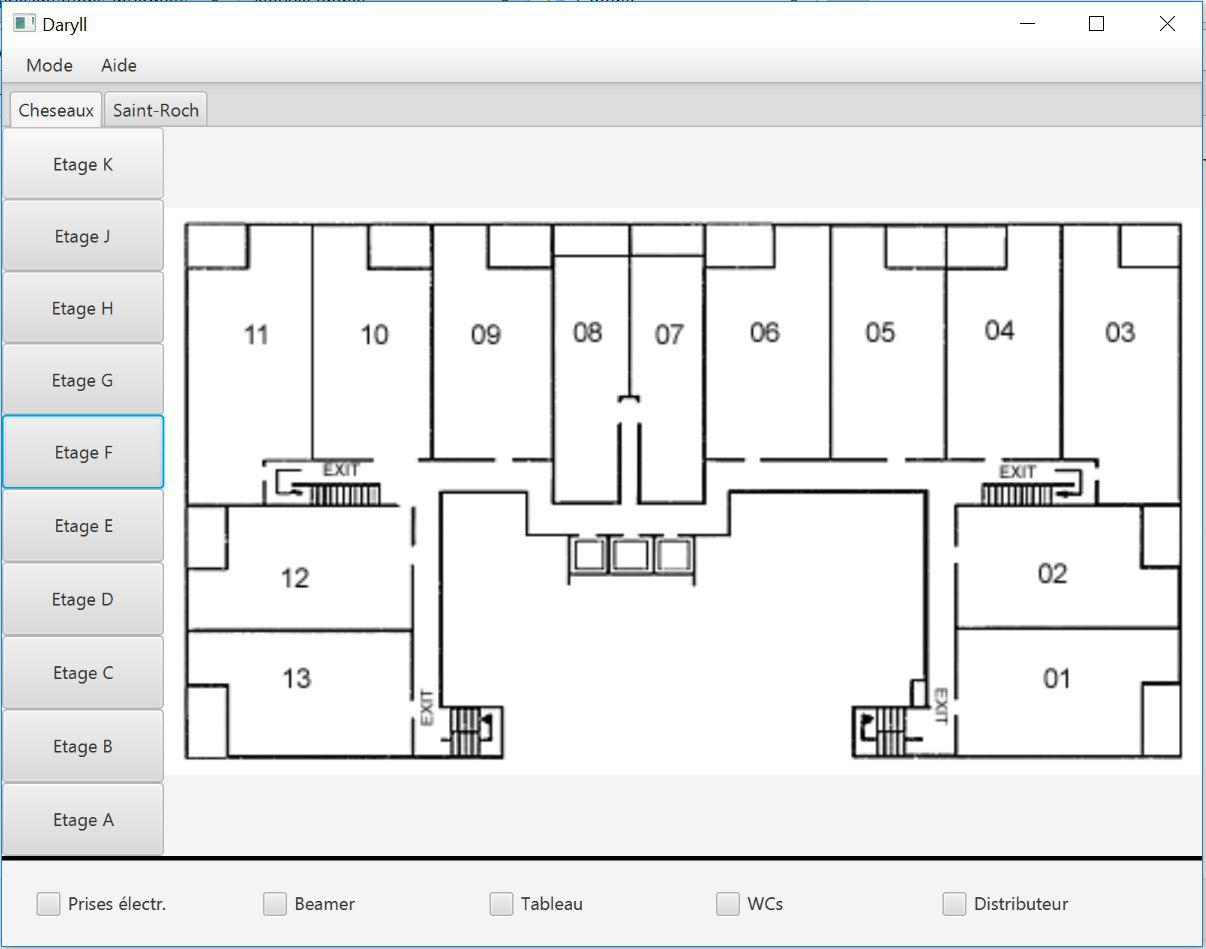 Daryll
Mode Aide
Cheseaux Saint-Roch
Etage K
Etage J
Etage H
Etage G
Etage F
Etage E
Etage D
Etage C
Etage B
Etage A
11 10 09 08 07 06 05 04 03
EXIT EXIT
12 02
13 01
EXIT EXIT
Prises électr. Beamer Tableau WCs Distributeur